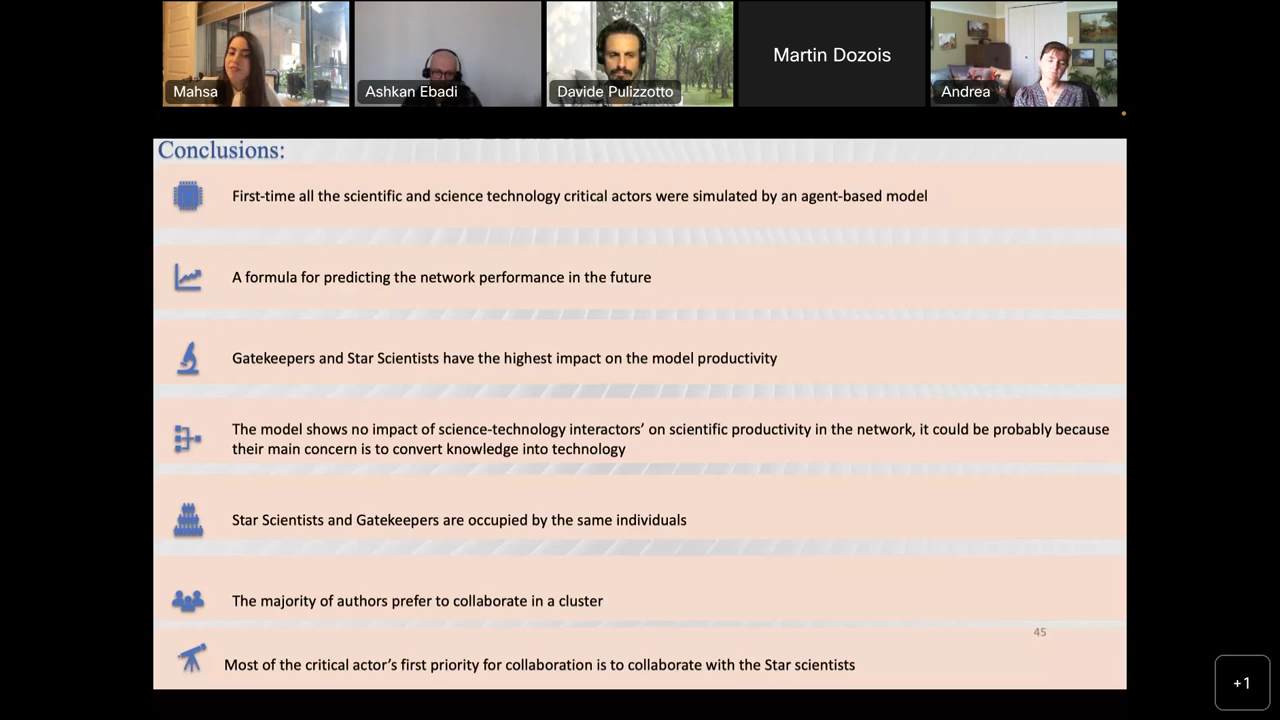 Martin Dozois
Mahsa
Ashkan Ebadi
Davide Pulizzotto
Andrea
Conclusions:
First-time all the scientific and science technology critical actors were simulated by an agent-based model
A formula for predicting the network performance in the future
Gatekeepers and Star Scientists have the highest impact on the model productivity
The model shows no impact of science-technology interactors’ on scientific productivity in the network, it could be probably because
their main concern is to convert knowledge into technology
Star Scientists and Gatekeepers are occupied by the same individuals
The majority of authors prefer to collaborate in a cluster
45
Most of the critical actor’s first priority for collaboration is to collaborate with the Star scientists
+1